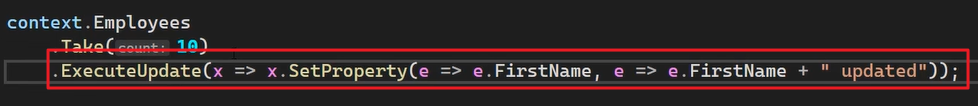 context.Employees
.Take(count: 10)
.ExecuteUpdate(x => x.SetProperty(e => e.FirstName, e => e.FirstName + " updated"));